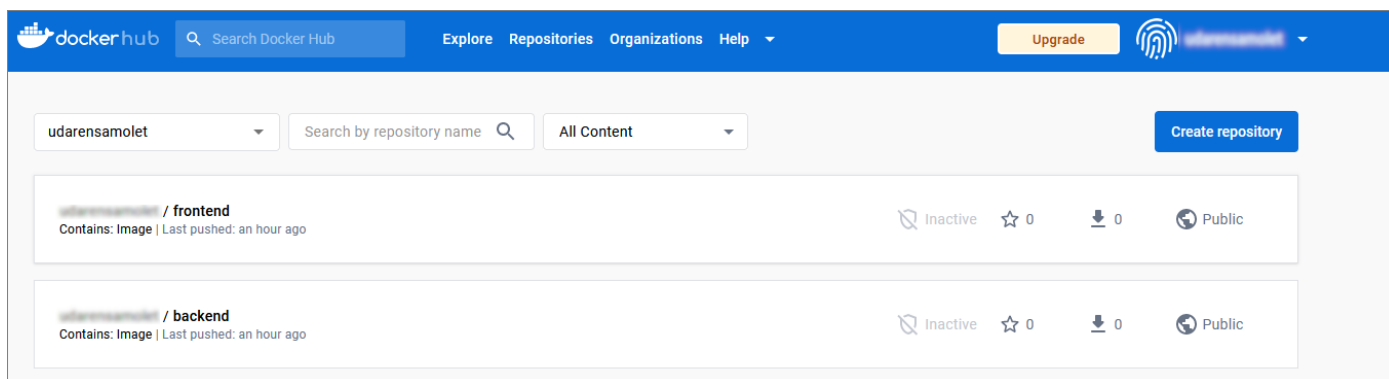 dockerhub Search Docker Hub Explore Repositories Organizations Help Upgrade
udarensamolet Search by repository name All Content Create repository
/ frontend
Contains: Image | Last pushed: an hour ago
Inactive 0 0 Public
/ backend
Contains: Image | Last pushed: an hour ago
Inactive 0 0 Public